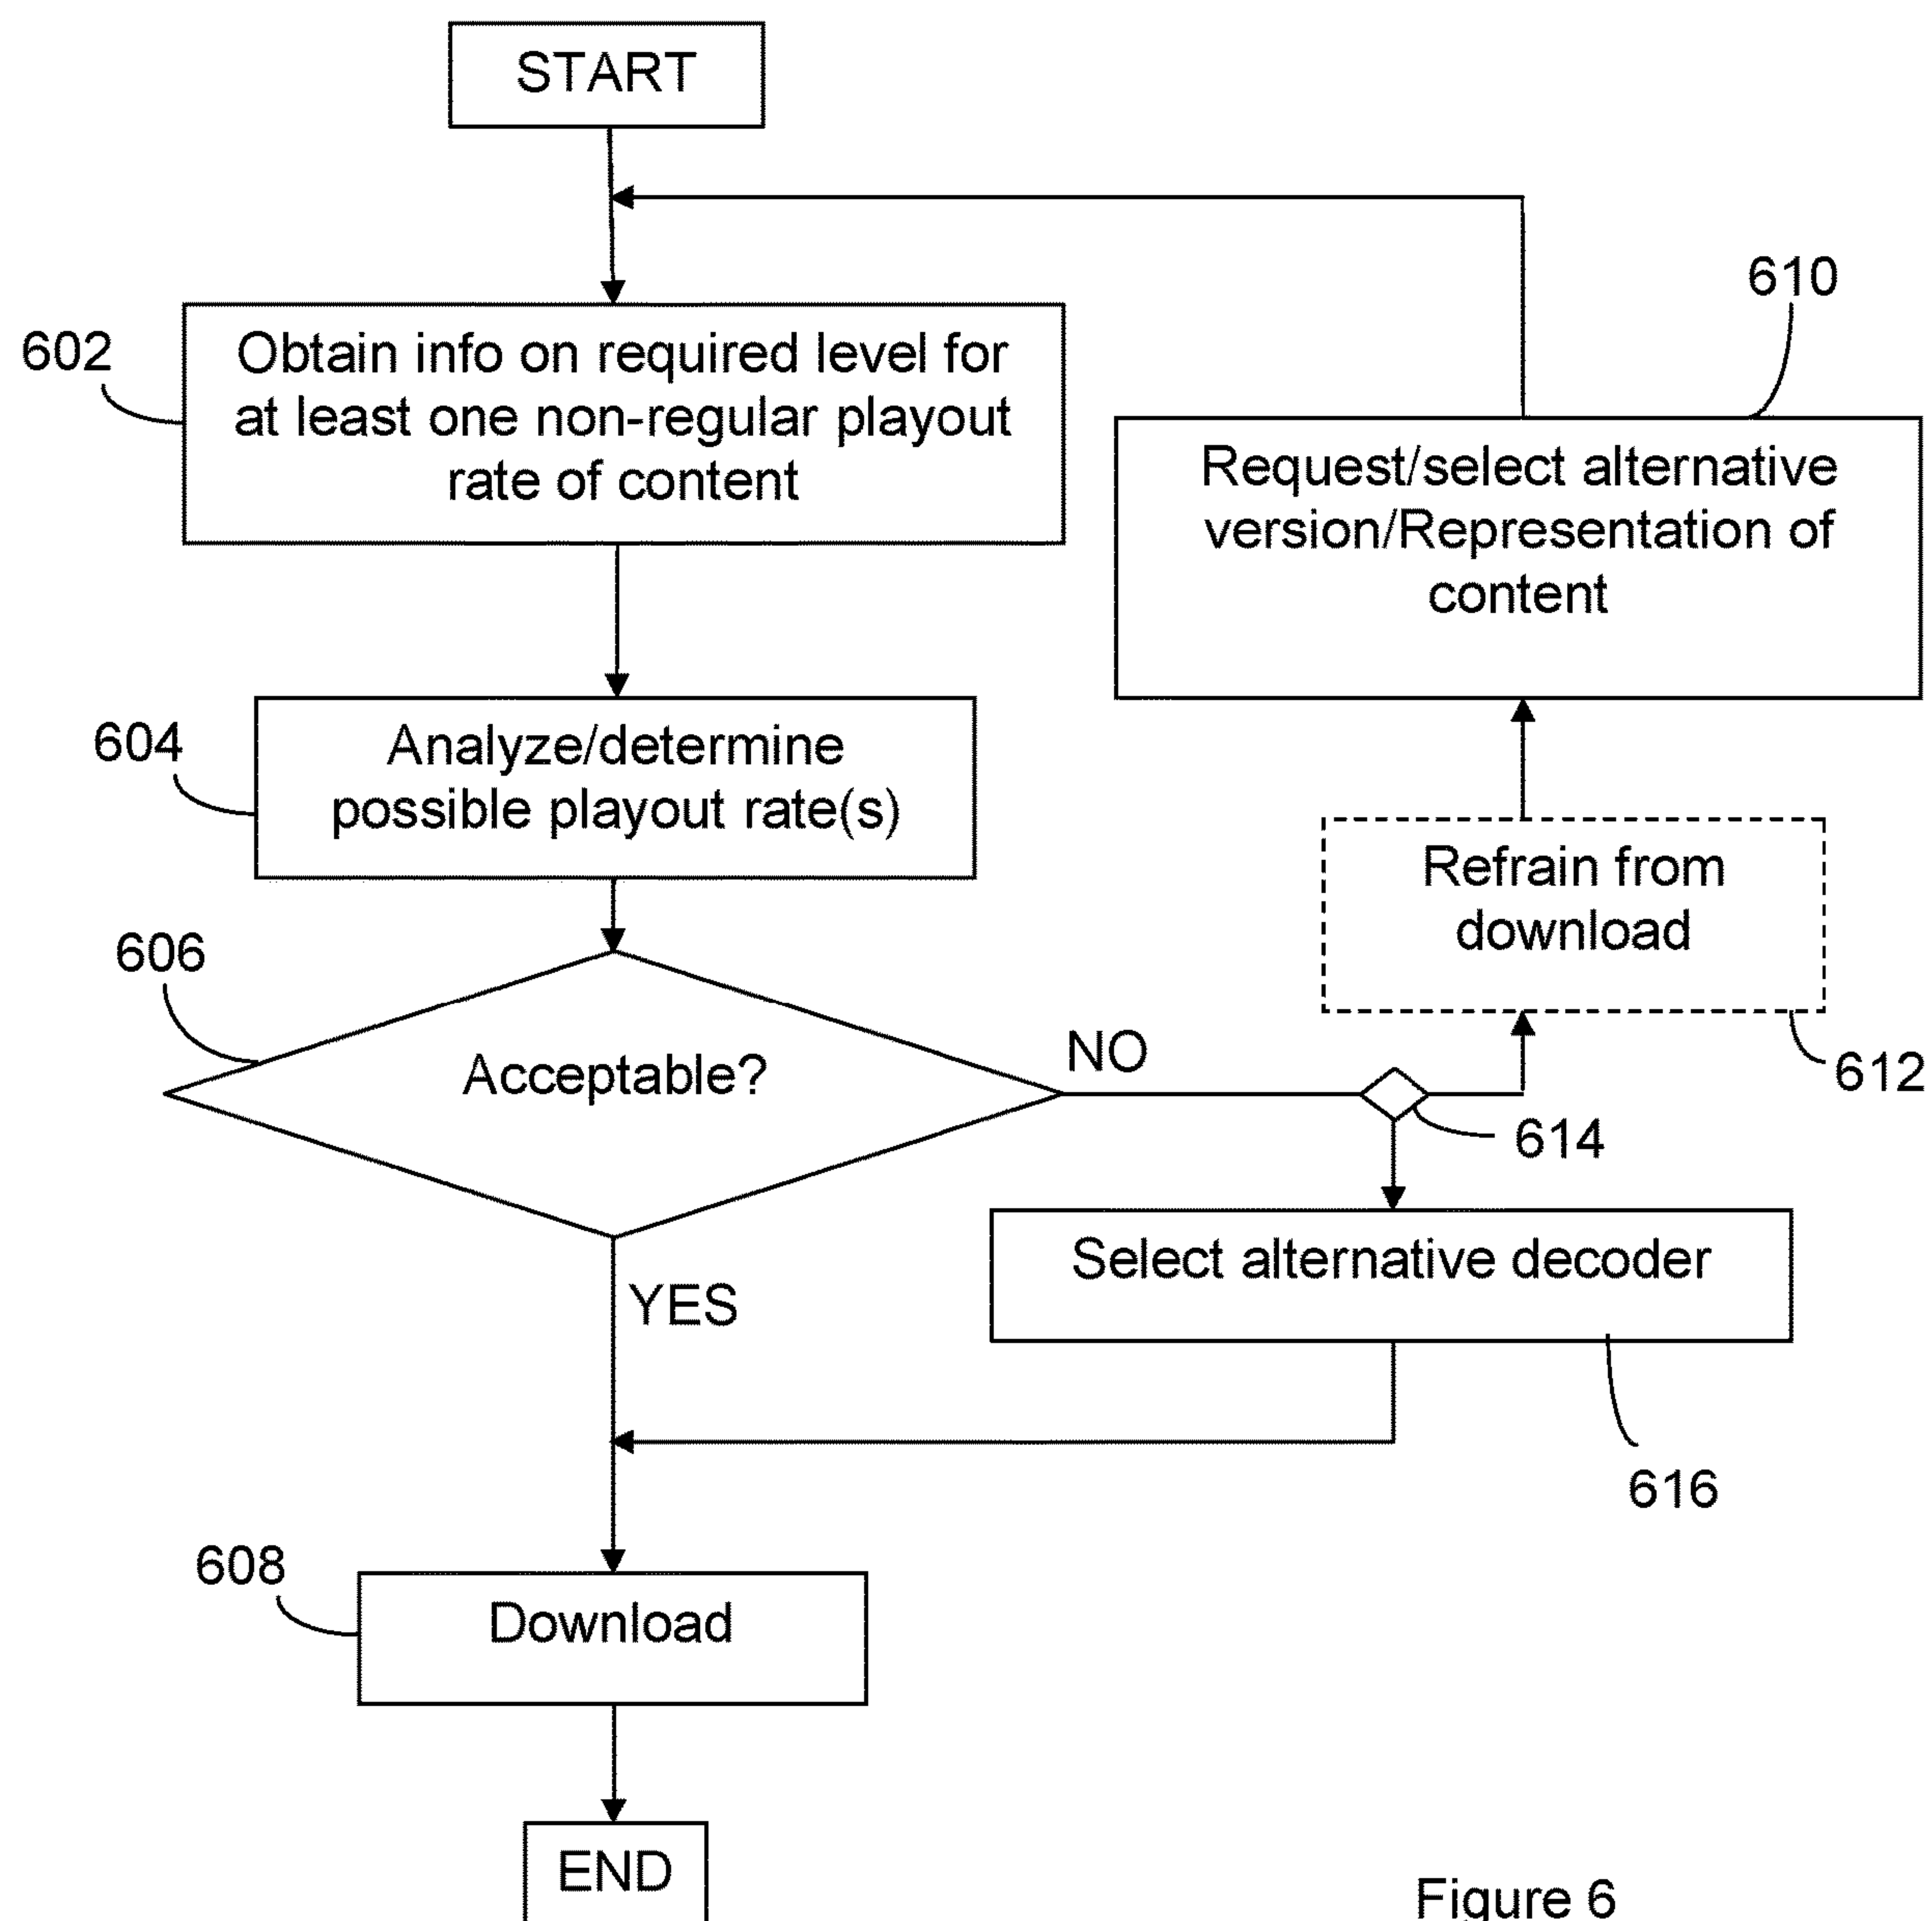 START
602
Obtain info on required level for
at least one non-regular playout
rate of content
610
Request/select alternative
version/Representation of
content
604
Analyze/determine
possible playout rate(s)
Refrain from
download
612
606
Acceptable?
NO
614
Select alternative decoder
616
YES
608
Download
END
Figure 6